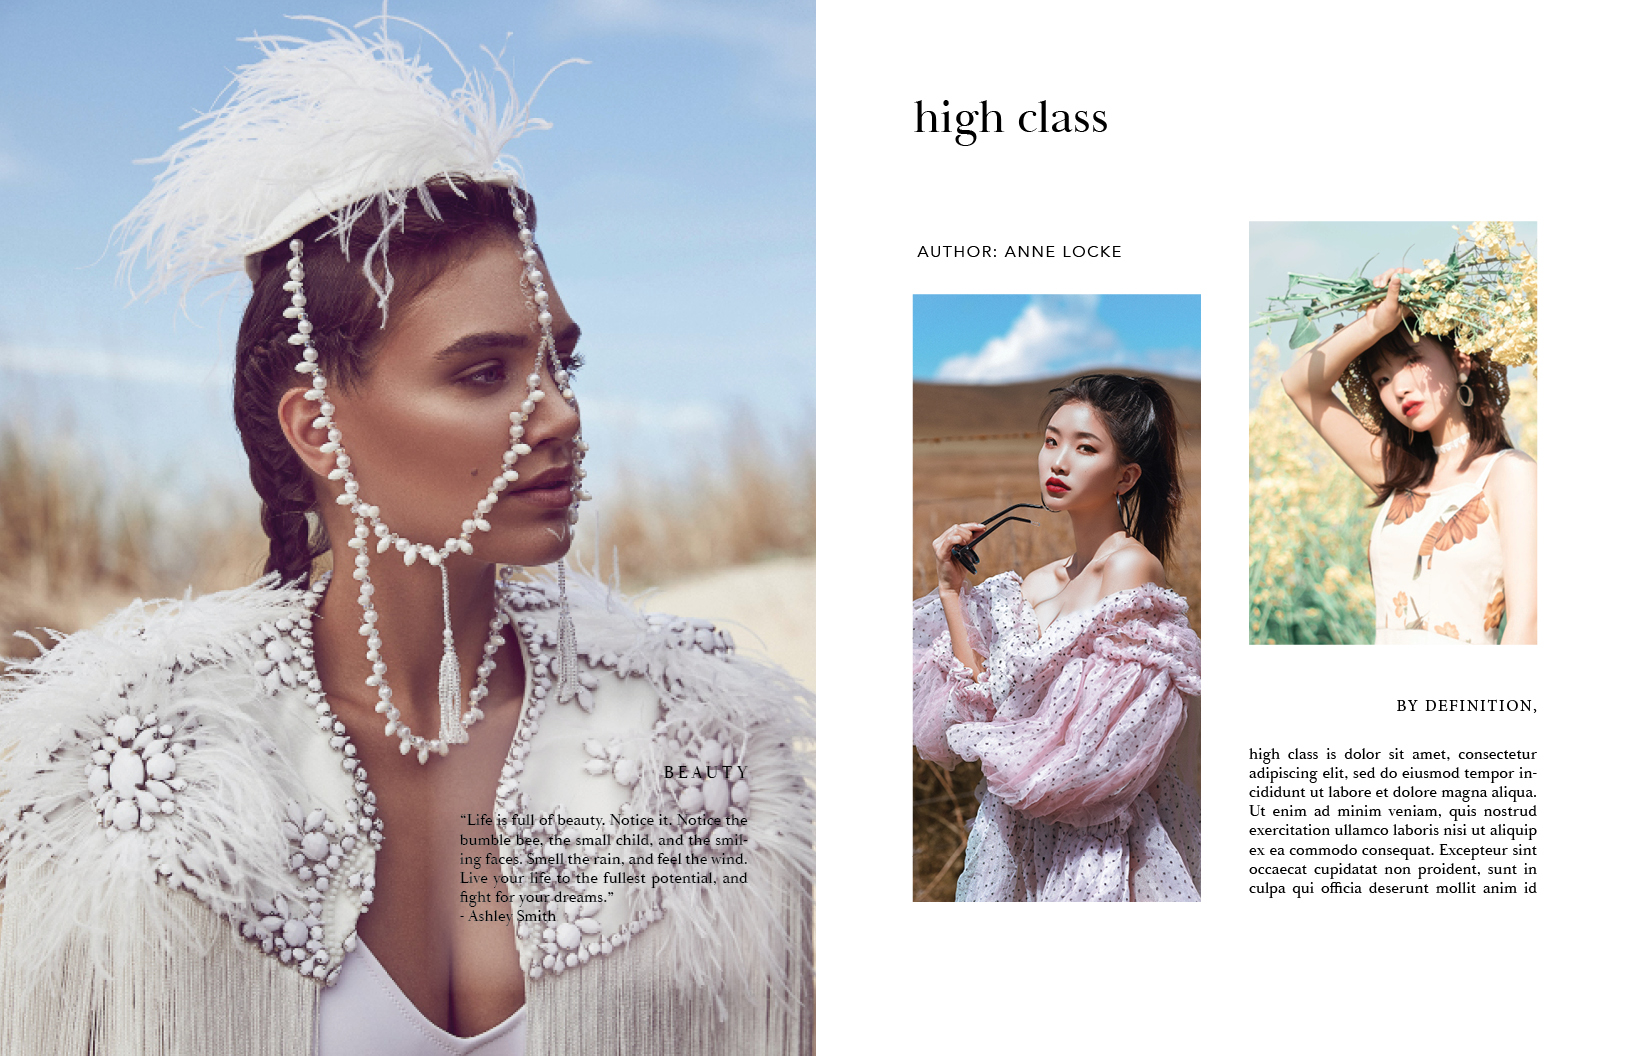 BEAUTY
“Life is full of beauty. Notice it. Notice the
bumble bee, the small child, and the smil-
ing faces. Smell the rain, and feel the wind.
Live your life to the fullest potential, and
fight for your dreams.”
- Ashley Smith
high class
AUTHOR: ANNE LOCKE
BY DEFINITION,
high class is dolor sit amet, consectetur
adipiscing elit, sed do eiusmod tempor in-
cididunt ut labore et dolore magna aliqua.
Ut enim ad minim veniam, quis nostrud
exercitation ullamco laboris nisi ut aliquip
ex ea commodo consequat. Excepteur sint
occaecat cupidatat non proident, sunt in
culpa qui officia deserunt mollit anim id